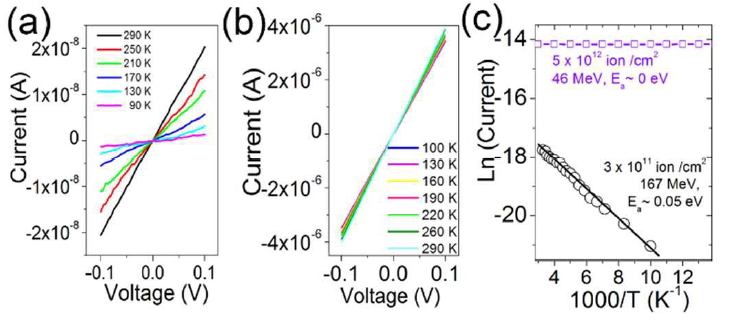 (a)
Current (A)
2x10⁻⁸
1x10⁻⁸
0
-1x10⁻⁸
-2x10⁻⁸
290 K
250 K
210 K
170 K
130 K
90 K
-0.1 0.0 0.1
Voltage (V)
(b)
Current (A)
4x10⁻⁶
2x10⁻⁶
0
-2x10⁻⁶
-4x10⁻⁶
100 K
130 K
160 K
190 K
220 K
260 K
290 K
-0.1 0.0 0.1
Voltage (V)
(c)
Ln (Current)
-14
-16
-18
-20
5 x 10¹² ion /cm²
46 MeV, Eₐ~ 0 eV
3 x 10¹¹ ion /cm²
167 MeV,
Eₐ~ 0.05 eV
4 6 8 10 12
1000/T (K⁻¹)